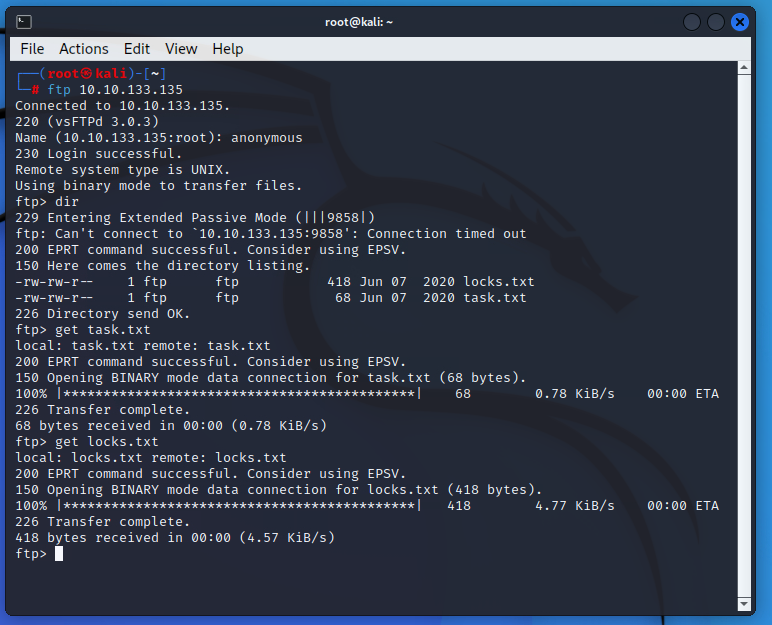 root@kali: ~
File Actions Edit View Help
┌──(root㉿kali)-[~]
└─# ftp 10.10.133.135
Connected to 10.10.133.135.
220 (vsFTPd 3.0.3)
Name (10.10.133.135:root): anonymous
230 Login successful.
Remote system type is UNIX.
Using binary mode to transfer files.
ftp> dir
229 Entering Extended Passive Mode (|||9858|)
ftp: Can't connect to `10.10.133.135:9858': Connection timed out
200 EPRT command successful. Consider using EPSV.
150 Here comes the directory listing.
-rw-rw-r--    1 ftp      ftp           418 Jun 07  2020 locks.txt
-rw-rw-r--    1 ftp      ftp            68 Jun 07  2020 task.txt
226 Directory send OK.
ftp> get task.txt
local: task.txt remote: task.txt
200 EPRT command successful. Consider using EPSV.
150 Opening BINARY mode data connection for task.txt (68 bytes).
100% |********************************************|    68        0.78 KiB/s    00:00 ETA
226 Transfer complete.
68 bytes received in 00:00 (0.78 KiB/s)
ftp> get locks.txt
local: locks.txt remote: locks.txt
200 EPRT command successful. Consider using EPSV.
150 Opening BINARY mode data connection for locks.txt (418 bytes).
100% |********************************************|   418        4.77 KiB/s    00:00 ETA
226 Transfer complete.
418 bytes received in 00:00 (4.57 KiB/s)
ftp>